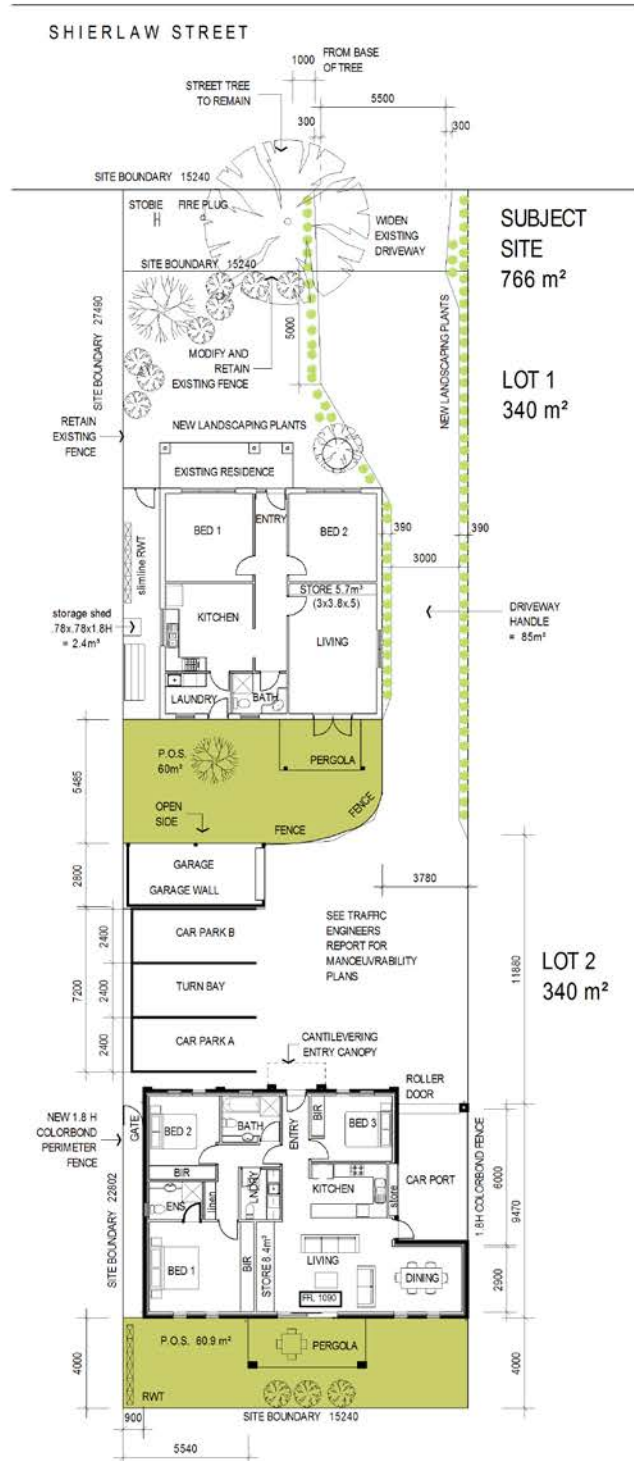 SHIERLAW STREET
1000
FROM BASE
OF TREE
STREET TREE
TO REMAIN
5500
300
300
SITE BOUNDARY 15240
STOBIE
FIRE PLUG
WIDEN
EXISTING
DRIVEWAY
SUBJECT
SITE
766 m²
SITE BOUNDARY 15240
SITE BOUNDARY 27490
5000
MODIFY AND
RETAIN
EXISTING FENCE
NEW LANDSCAPING PLANTS
LOT 1
340 m²
RETAIN
EXISTING
FENCE
NEW LANDSCAPING PLANTS
EXISTING RESIDENCE
BED 1
ENTRY
BED 2
390
390
3000
slimline RWT
STORE 5.7m³
(3x3.8x.5)
KITCHEN
LIVING
storage shed
.78x.78x1.8H
= 2.4m³
DRIVEWAY
HANDLE
= 85m²
LAUNDRY
BATH
P.O.S.
60m²
PERGOLA
5485
OPEN
SIDE
FENCE
FENCE
GARAGE
GARAGE WALL
2800
3780
CAR PARK B
2400
SEE TRAFFIC
ENGINEERS
REPORT FOR
MANOEUVRABILITY
PLANS
11880
LOT 2
340 m²
7200
TURN BAY
2400
CAR PARK A
2400
CANTILEVERING
ENTRY CANOPY
ROLLER
DOOR
NEW 1.8 H
COLORBOND
PERIMETER
FENCE
GATE
BED 2
BATH
ENTRY
BIR
BED 3
BIR
KITCHEN
store
CAR PORT
1.8H COLORBOND FENCE
6000
9470
SITE BOUNDARY 22802
ENS
linen
LNDRY
BED 1
BIR
STORE 8.4m³
LIVING
DINING
2900
FFL 1090
P.O.S. 60.9 m²
PERGOLA
4000
4000
RWT
SITE BOUNDARY 15240
900
5540